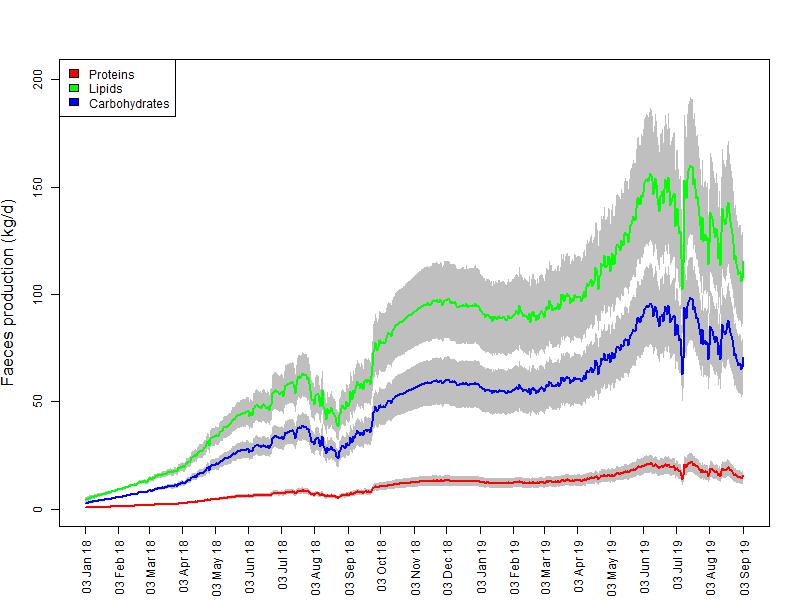 Proteins
Lipids
Carbohydrates
Faeces production (kg/d)
200
150
100
50
0
03 Jan 18
03 Feb 18
03 Mar 18
03 Apr 18
03 May 18
03 Jun 18
03 Jul 18
03 Aug 18
03 Sep 18
03 Oct 18
03 Nov 18
03 Dec 18
03 Jan 19
03 Feb 19
03 Mar 19
03 Apr 19
03 May 19
03 Jun 19
03 Jul 19
03 Aug 19
03 Sep 19